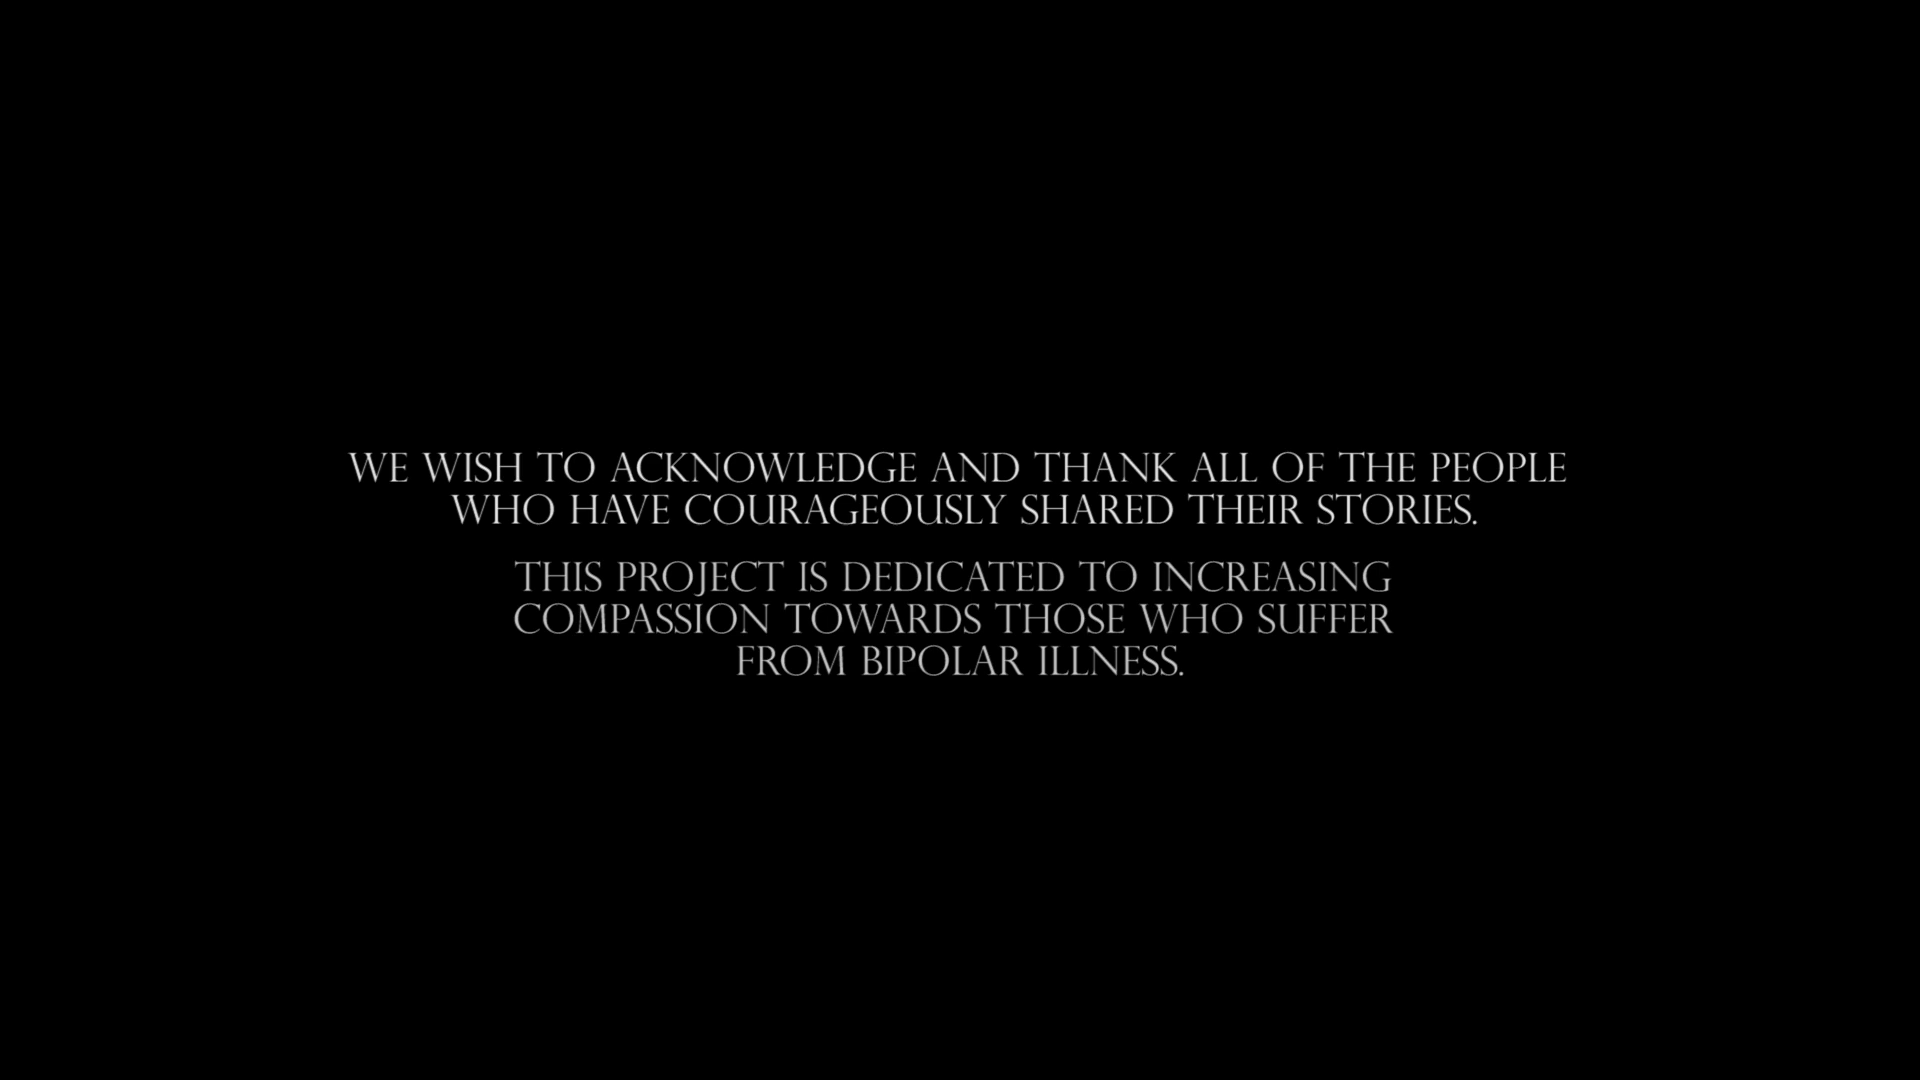 WE WISH TO ACKNOWLEDGE AND THANK ALL OF THE PEOPLE
WHO HAVE COURAGEOUSLY SHARED THEIR STORIES.
THIS PROJECT IS DEDICATED TO INCREASING
COMPASSION TOWARDS THOSE WHO SUFFER
FROM BIPOLAR ILLNESS.